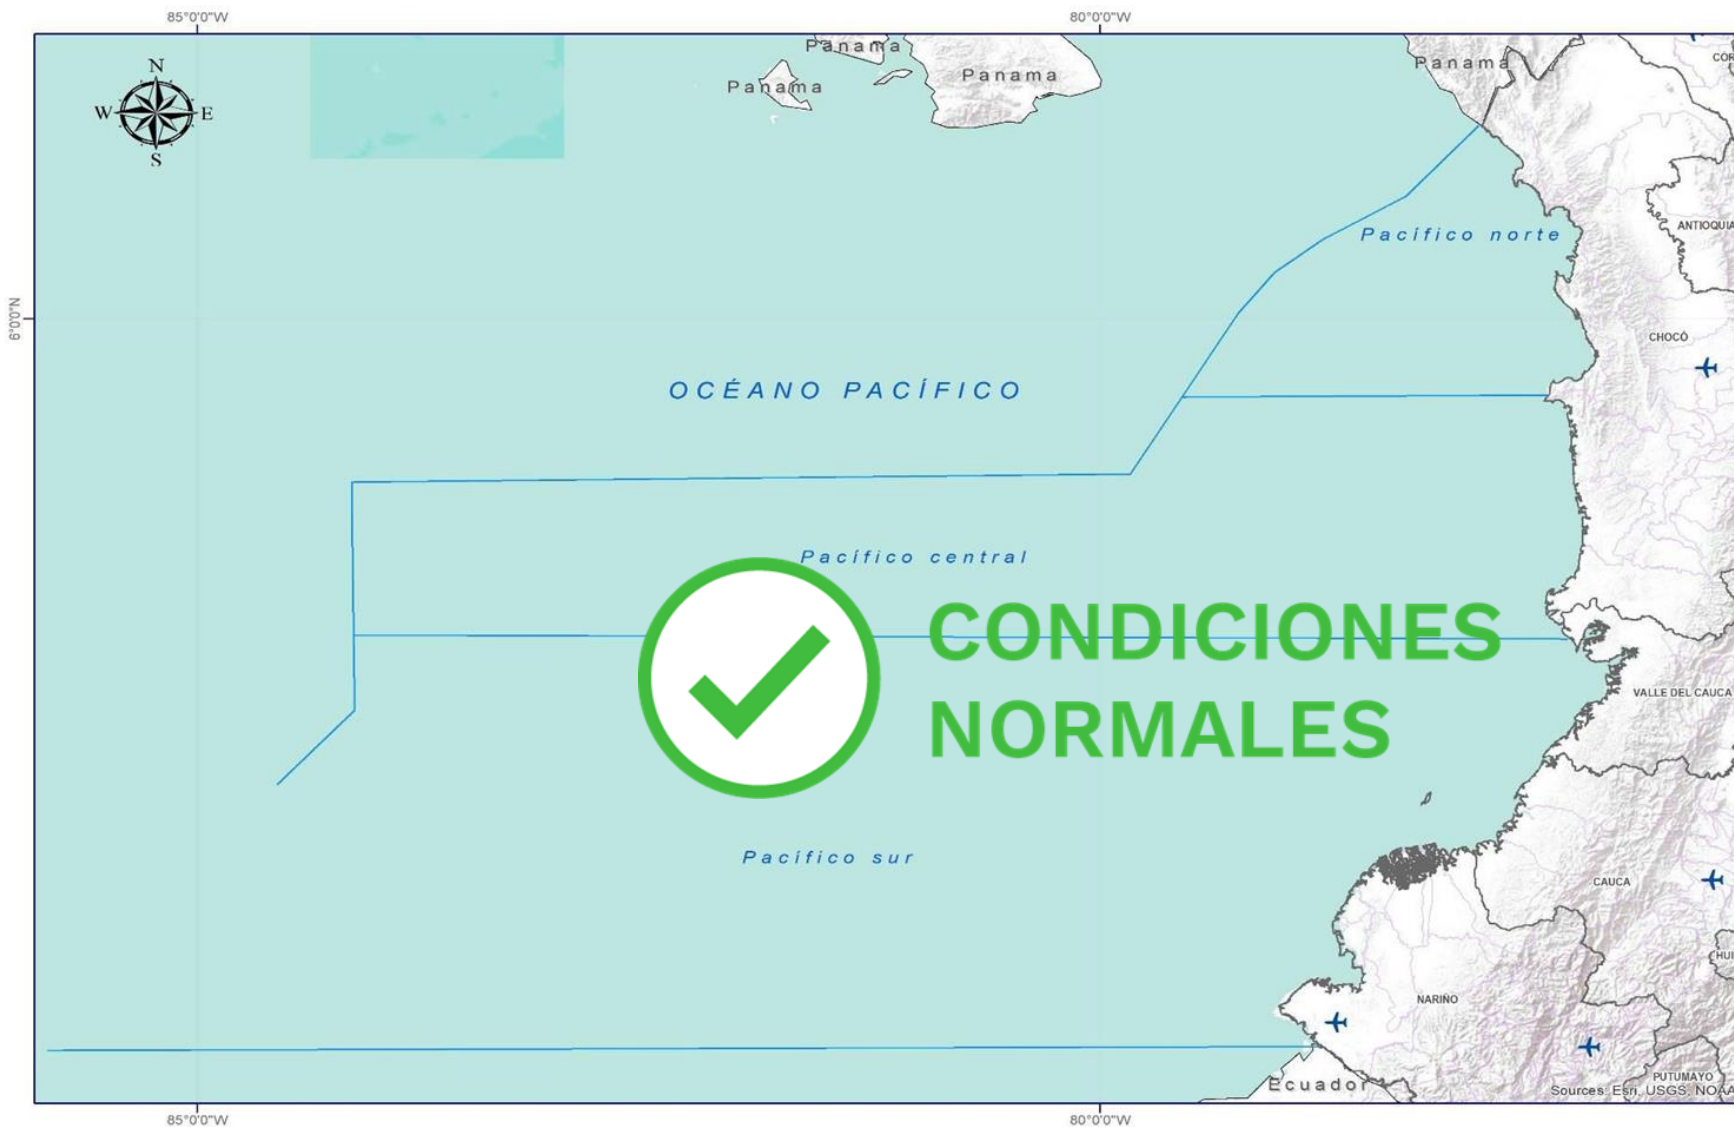 85°0'0"W
80°0'0"W
N
W E
S
Panama
Panama
Panama
Panama
CÓR
Pacífico norte
ANTIOQUIA
6°0'0"N
CHOCÓ
OCÉANO PACÍFICO
Pacífico central
CONDICIONES
NORMALES
VALLE DEL CAUCA
Pacífico sur
CAUCA
HUI
NARIÑO
Ecuador
PUTUMAYO
Sources: Esri, USGS, NOAA
85°0'0"W
80°0'0"W